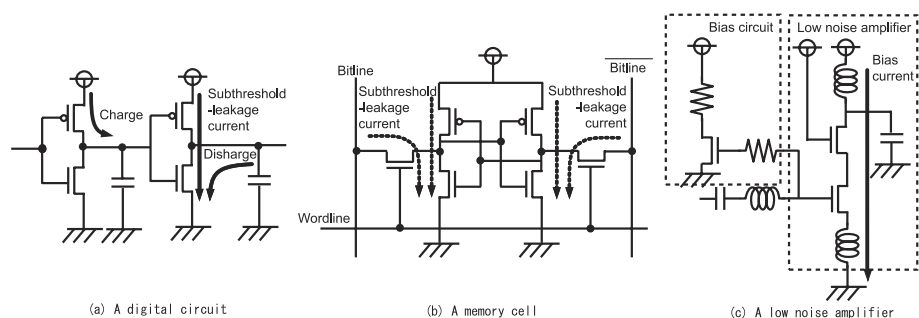 Charge
Subthreshold
-leakage
current
Disharge
(a) A digital circuit
Bitline
Bitline
Subthreshold
-leakage
current
Subthreshold
-leakage
current
Wordline
(b) A memory cell
Bias circuit
Low noise amplifier
Bias
current
(c) A low noise amplifier